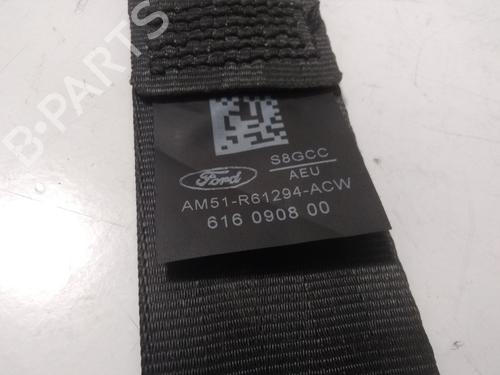 B-PARTS
Ford
S8GCC
AEU
AM51-R61294-ACW
616 0908 00